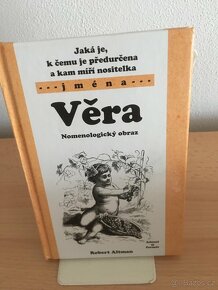 Jaká je,
k čemu je předurčena
a kam míří nositelka
---jména---
Věra
Nomenologický obraz
Robert Altman